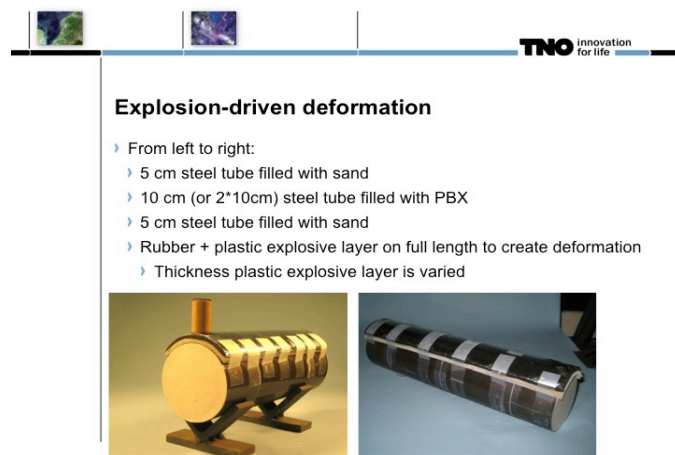 TNO innovation
for life
Explosion-driven deformation
From left to right:
5 cm steel tube filled with sand
10 cm (or 2*10cm) steel tube filled with PBX
5 cm steel tube filled with sand
Rubber + plastic explosive layer on full length to create deformation
Thickness plastic explosive layer is varied